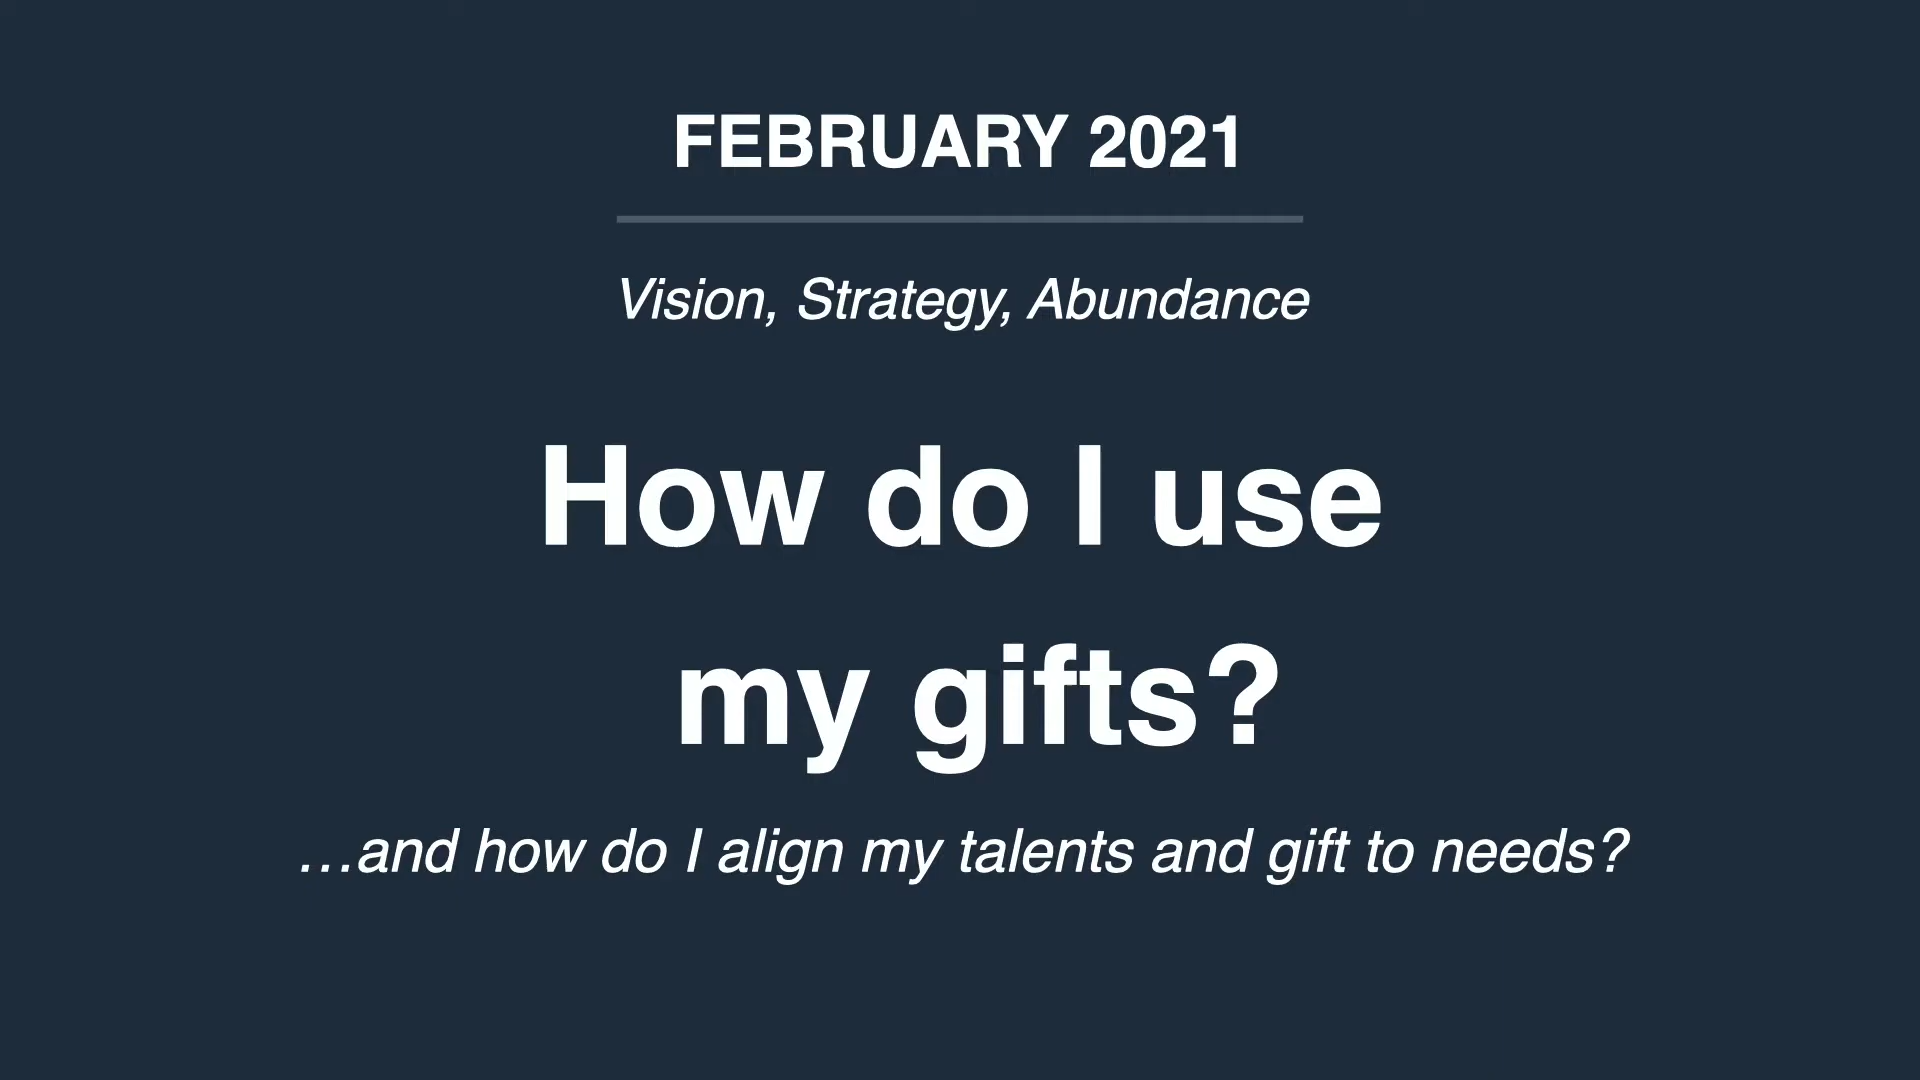 FEBRUARY 2021
Vision, Strategy, Abundance
How do I use
my gifts?
…and how do I align my talents and gift to needs?